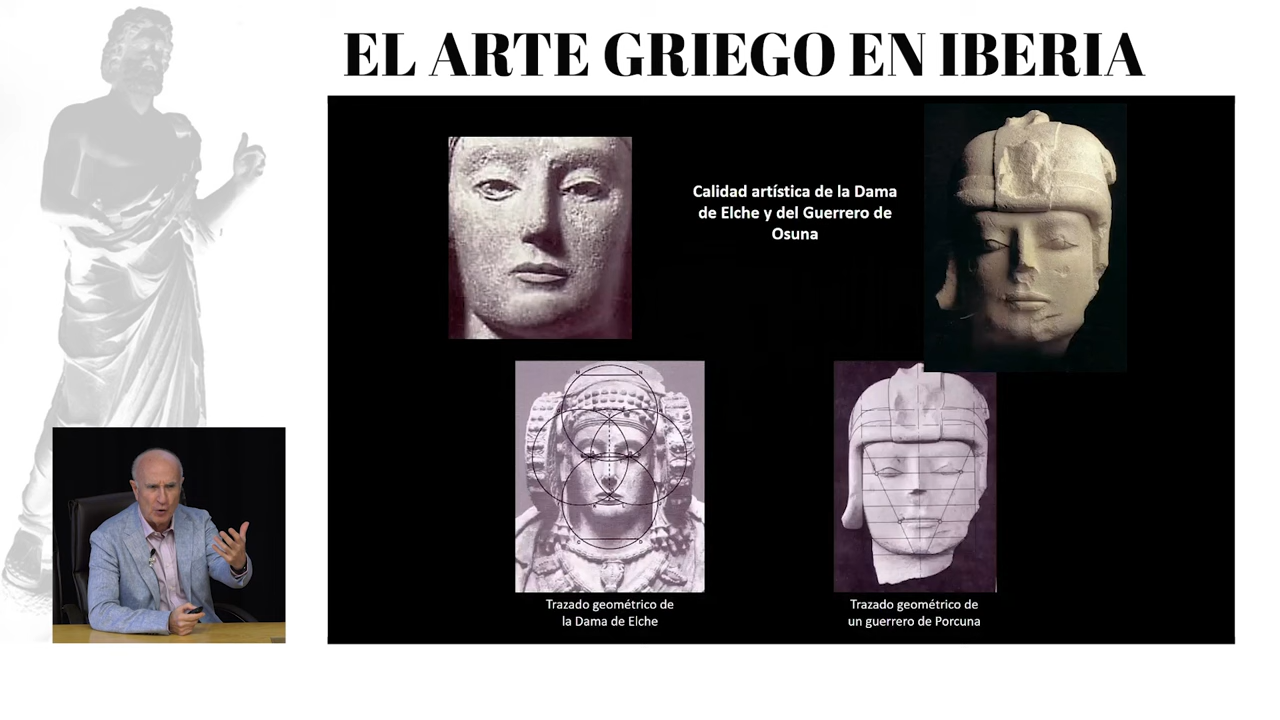 EL ARTE GRIEGO EN IBERIA
Calidad artística de la Dama
de Elche y del Guerrero de
Osuna
Trazado geométrico de
la Dama de Elche
Trazado geométrico de
un guerrero de Porcuna